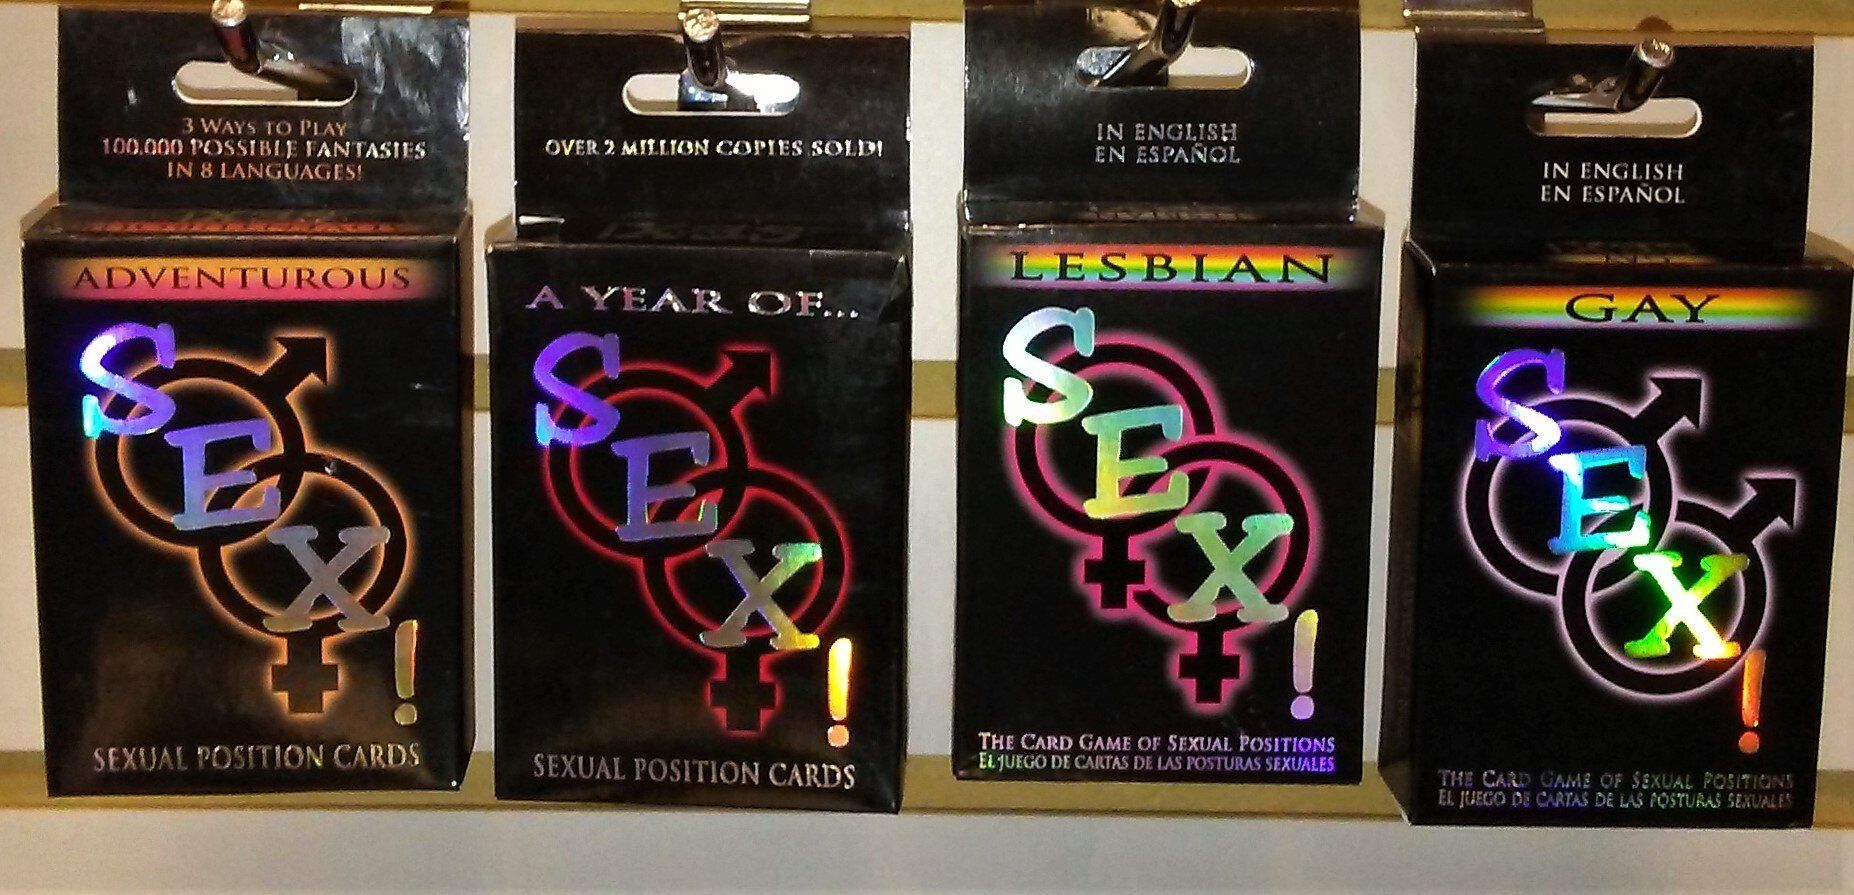 3 WAYS TO PLAY
100,000 POSSIBLE FANTASIES
IN 8 LANGUAGES!
ADVENTUROUS
SEX!
SEXUAL POSITION CARDS
OVER 2 MILLION COPIES SOLD!
A YEAR OF...
SEX!
SEXUAL POSITION CARDS
IN ENGLISH
EN ESPAÑOL
LESBIAN
SEX!
THE CARD GAME OF SEXUAL POSITIONS
EL JUEGO DE CARTAS DE LAS POSTURAS SEXUALES
IN ENGLISH
EN ESPAÑOL
GAY
SEX!
THE CARD GAME OF SEXUAL POSITIONS
EL JUEGO DE CARTAS DE LAS POSTURAS SEXUALES